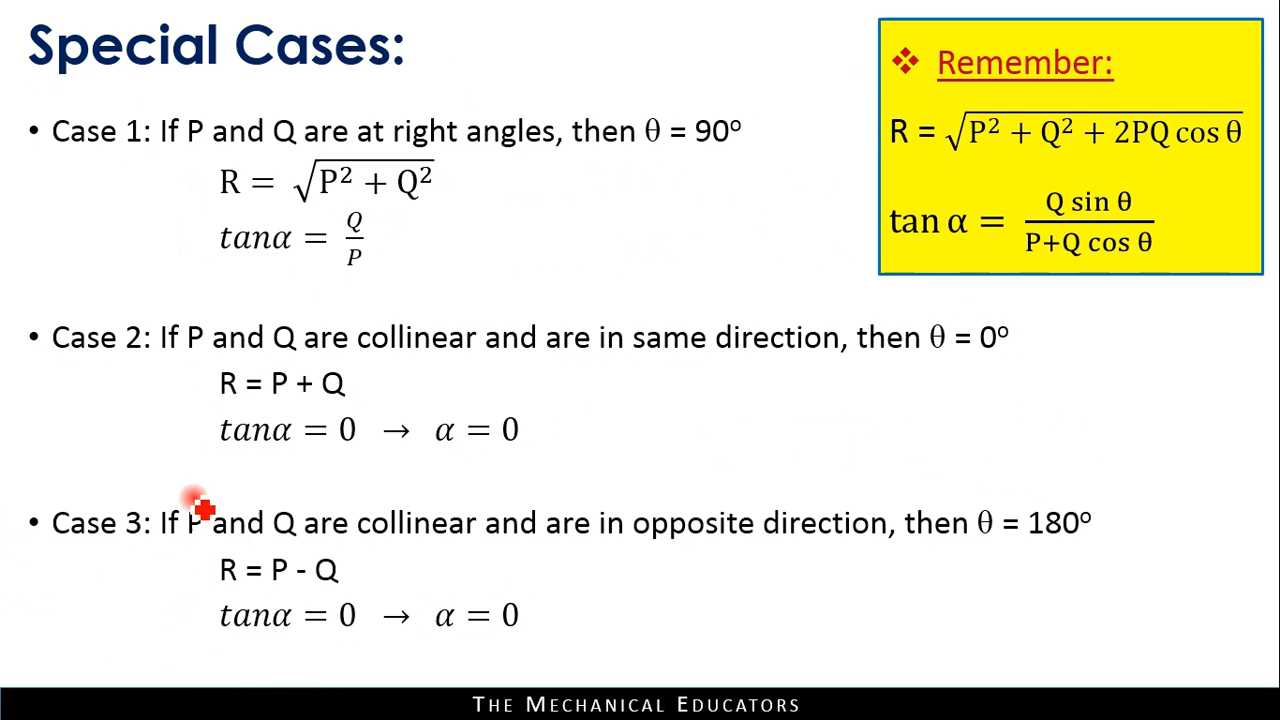 Special Cases:
❖ Remember:
R = √(P² + Q² + 2PQ cos θ)
tan α = Q sin θ / P+Q cos θ
• Case 1: If P and Q are at right angles, then θ = 90º
R = √(P² + Q²)
tanα = Q/P
• Case 2: If P and Q are collinear and are in same direction, then θ = 0º
R = P + Q
tanα = 0 → α = 0
• Case 3: If P and Q are collinear and are in opposite direction, then θ = 180º
R = P - Q
tanα = 0 → α = 0
THE MECHANICAL EDUCATORS